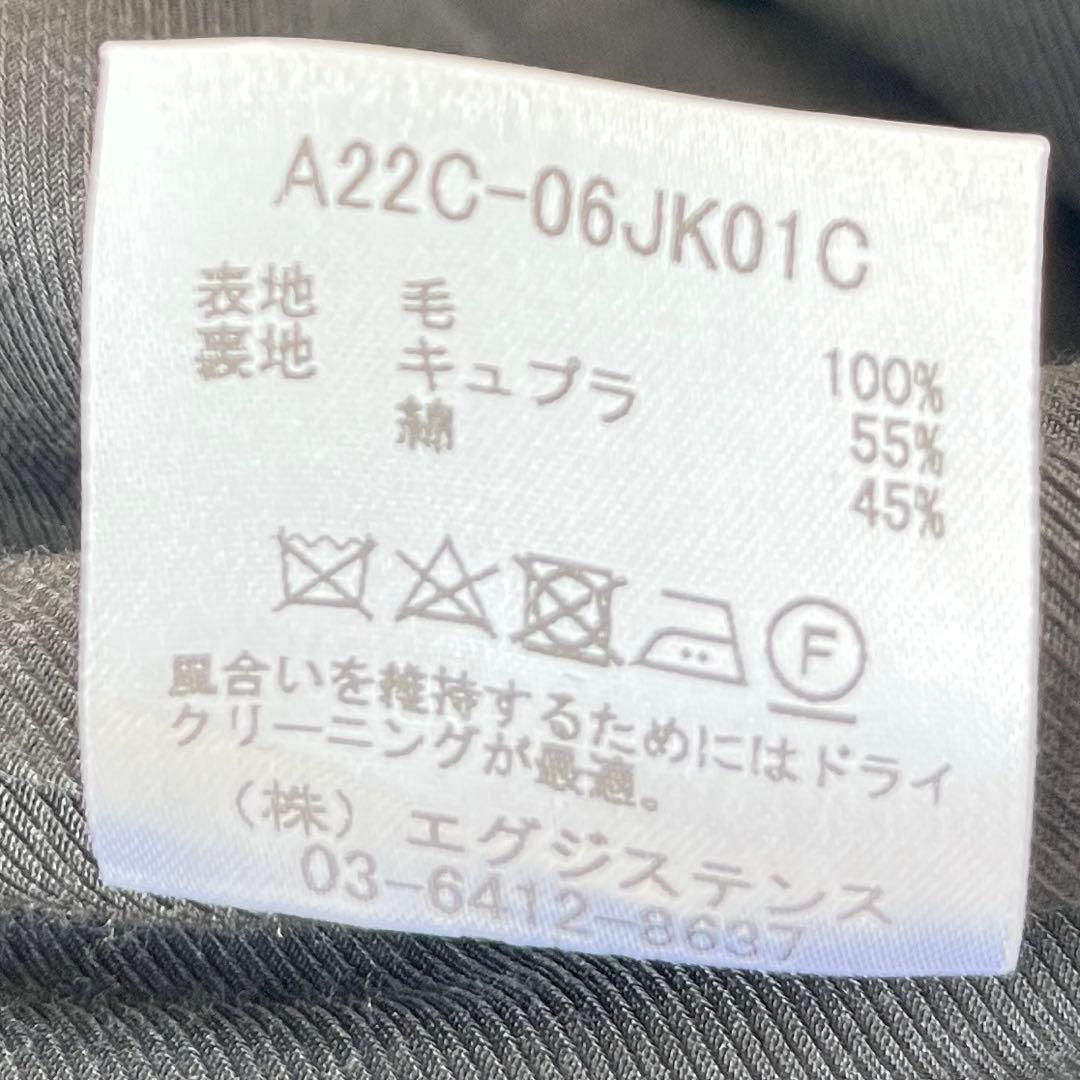 A22C-06JK01C
表地 毛 100%
裏地 キュプラ 55%
綿 45%
F
風合いを維持するためにはドライ
クリーニングが最適。
(株) エグジステンス
03-6412-8637